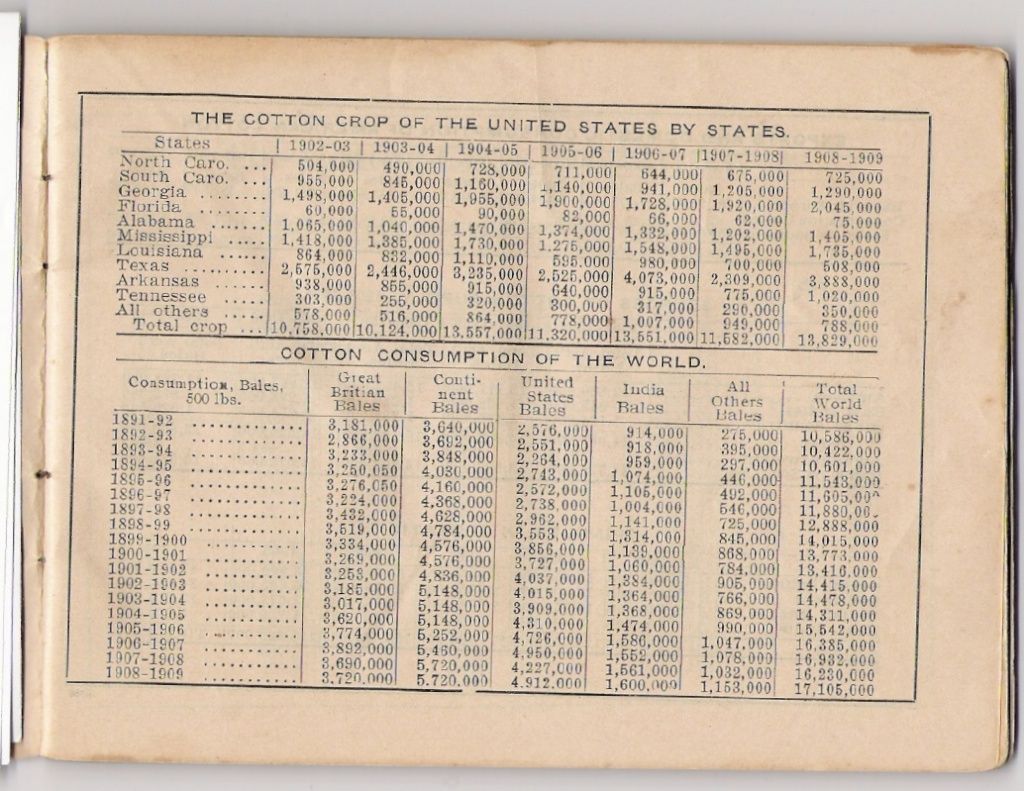 THE COTTON CROP OF THE UNITED STATES BY STATES.
States | 1902-03 | 1903-04 | 1904-05 | 1905-06 | 1906-07 |1907-1908| 1908-1909
North Caro. ... 504,000 490,000 728,000 711,000 644,000 675,000 725,000
South Caro. ... 955,000 845,000 1,160,000 1,140,000 941,000 1,205,000 1,290,000
Georgia ........ 1,498,000 1,405,000 1,955,000 1,900,000 1,728,000 1,920,000 2,045,000
Florida ........ 60,000 55,000 90,000 82,000 66,000 62,000 75,000
Alabama ....... 1,065,000 1,040,000 1,470,000 1,374,000 1,332,000 1,202,000 1,405,000
Mississippi ..... 1,418,000 1,385,000 1,730,000 1.275,000 1,548,000 1,495,000 1,735,000
Louisiana ...... 864,000 832,000 1,110,000 595,000 980,000 700,000 508,000
Texas .......... 2,575,000 2,446,000 3,235,000 2,525,000 4,073,000 2,309,000 3,888,000
Arkansas ....... 938,000 855,000 915,000 640,000 915,000 775,000 1,020,000
Tennessee ..... 303,000 255,000 320,000 300,000 317,000 290,000 350,000
All others ..... 578,000 516,000 864,000 778,000 1,007,000 949,000 788,000
Total crop ... 10,758,000 10,124,000 13,557,000 11,320,000 13,551,000 11,582,000 13,829,000
COTTON CONSUMPTION OF THE WORLD.
Consumption, Bales, 500 lbs. Great Britian Bales Conti-nent Bales United States Bales India Bales All Others Bales Total World Bales
1891-92 ............. 3,181,000 3,640,000 2,576,000 914,000 275,000 10,586,000
1892-93 ............. 2,866,000 3,692,000 2,551,000 918,000 395,000 10,422,000
1893-94 ............. 3,233,000 3,848,000 2,264,000 959,000 297,000 10,601,000
1894-95 ............. 3,250,050 4,030,000 2,743,000 1,074,000 446,000 11,543,000
1895-96 ............. 3,276,050 4,160,000 2,572,000 1,105,000 492,000 11,605,00
1896-97 ............. 3,224,000 4,368,000 2,738,000 1,004,000 546,000 11,880,00
1897-98 ............. 3,432,000 4,628,000 2,962,000 1,141,000 725,000 12,888,000
1898-99 ............. 3,519,000 4,784,000 3,553,000 1,314,000 845,000 14,015,000
1899-1900 ............ 3,334,000 4,576,000 3,856,000 1,139,000 868,000 13,773,000
1900-1901 ............ 3,269,000 4,576,000 3,727,000 1,060,000 784,000 13,416,000
1901-1902 ............ 3,253,000 4,836,000 4,037,000 1,384,000 905,000 14,415,000
1902-1903 ............ 3,185,000 5,148,000 4,015,000 1,364,000 766,000 14,478,000
1903-1904 ............ 3,017,000 5,148,000 3,909,000 1,368,000 869,000 14,311,000
1904-1905 ............ 3,620,000 5,148,000 4,310,000 1,474,000 990,000 15,542,000
1905-1906 ............ 3,774,000 5,252,000 4,726,000 1,586,000 1,047,000 16,385,000
1906-1907 ............ 3,892,000 5,460,000 4,950,000 1,552,000 1,078,000 16,932,000
1907-1908 ............ 3,690,000 5,720,000 4,227,000 1,561,000 1,032,000 16,230,000
1908-1909 ............ 3,720,000 5,720,000 4,912,000 1,600,000 1,153,000 17,105,000